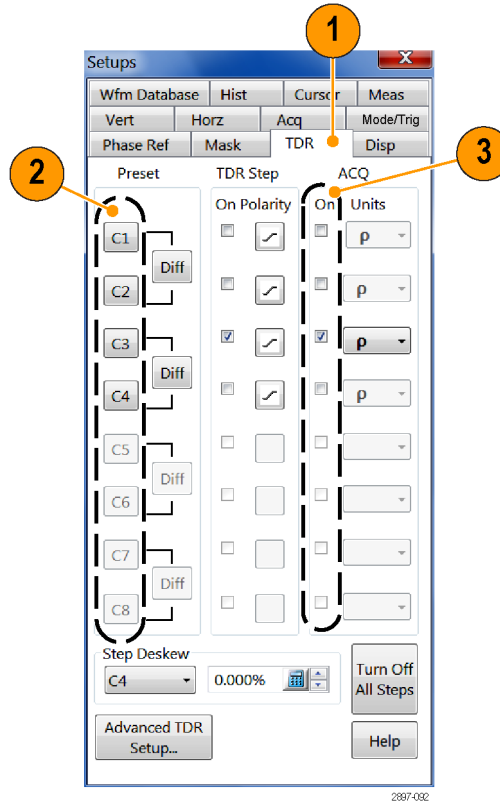 1
Setups
X
Wfm Database Hist Cursor Meas
Vert Horz Acq Mode/Trig
Phase Ref Mask TDR Disp
2
3
Preset TDR Step ACQ
On Polarity On Units
C1 ρ
Diff
C2 ρ
C3 ρ
Diff
C4 ρ
C5
Diff
C6
C7
Diff
C8
Step Deskew
C4 0.000% Turn Off
All Steps
Advanced TDR
Setup...
Help
2897-092